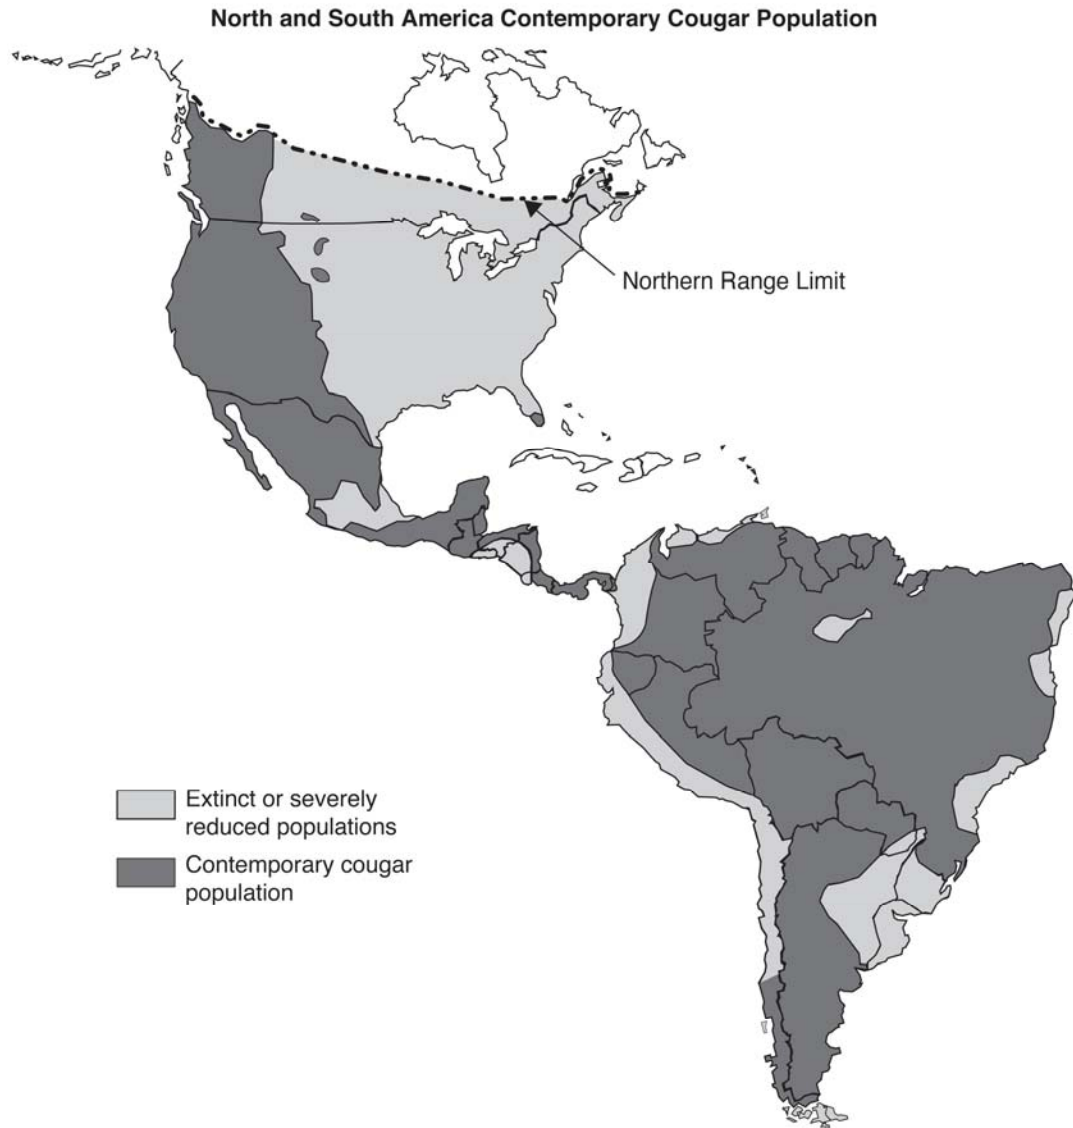 North and South America Contemporary Cougar Population
Northern Range Limit
Extinct or severely
reduced populations
Contemporary cougar
population